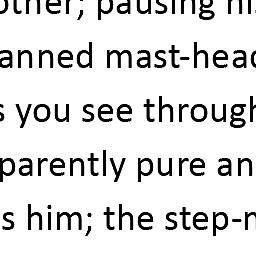 other; pausing his
anned mast-head
s you see through
parently pure an
s him; the step-m